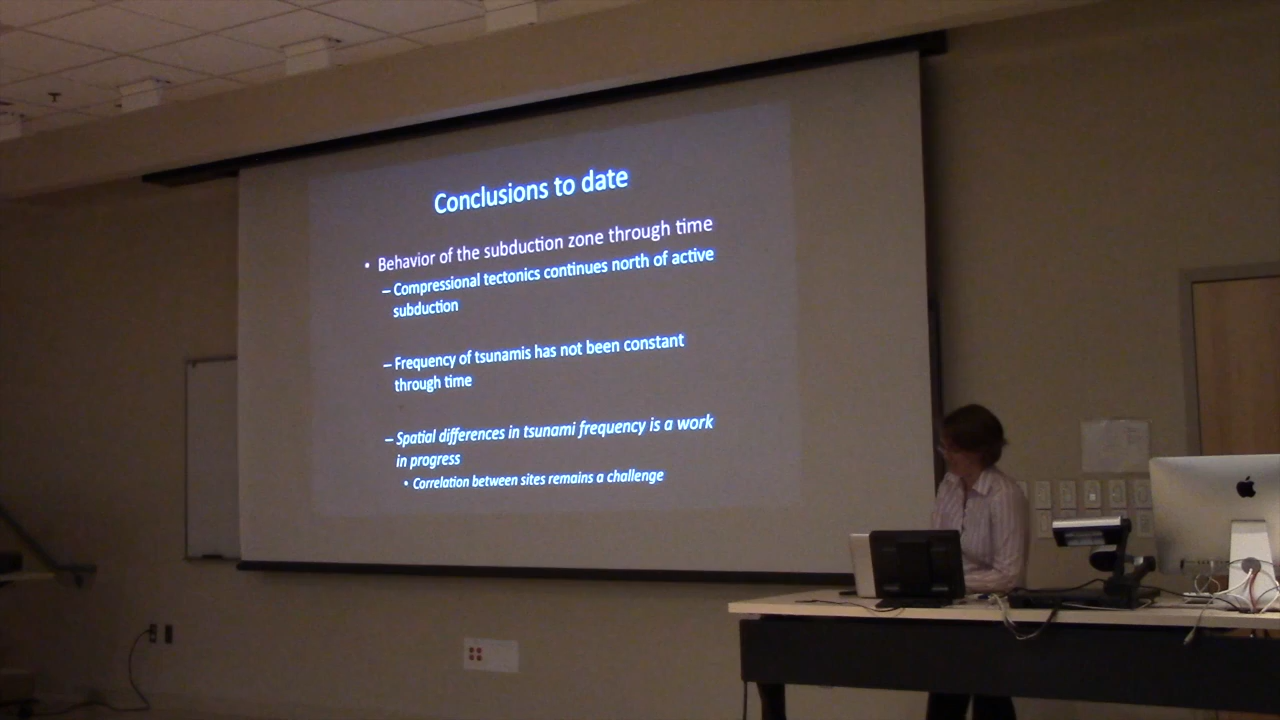 Conclusions to date
• Behavior of the subduction zone through time
– Compressional tectonics continues north of active
subduction
– Frequency of tsunamis has not been constant
through time
– Spatial differences in tsunami frequency is a work
in progress
• Correlation between sites remains a challenge